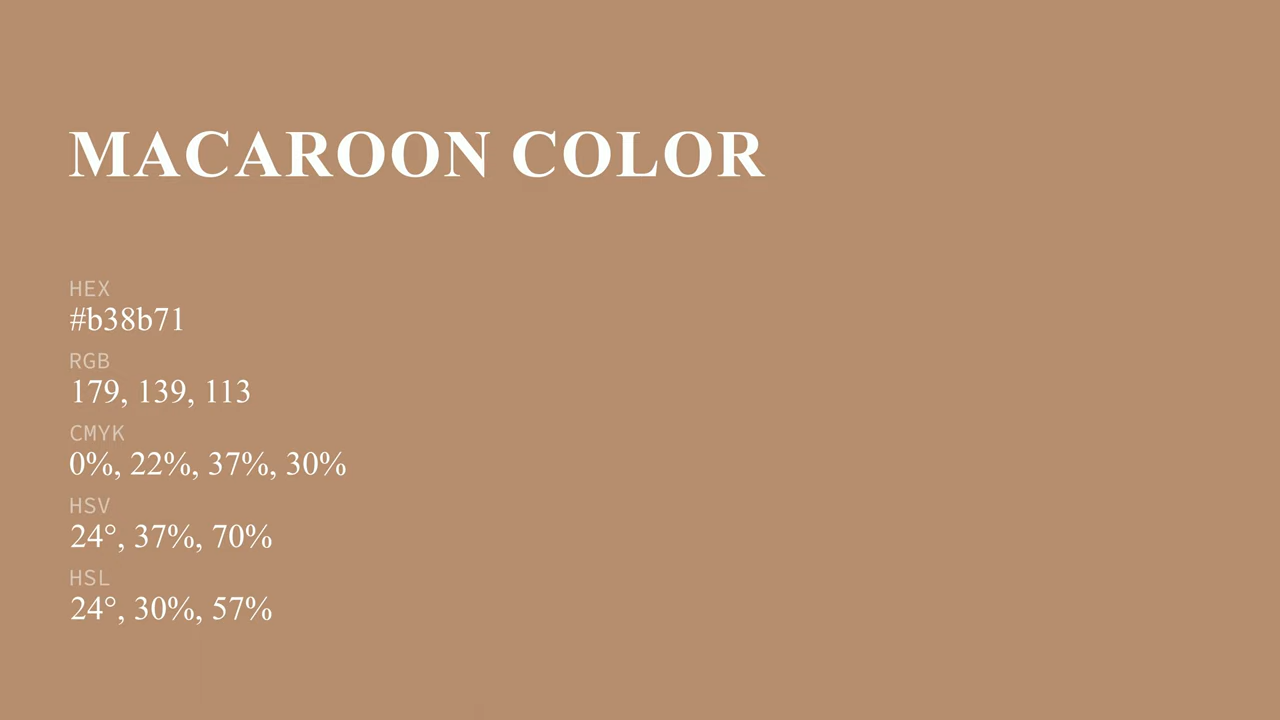 MACAROON COLOR
HEX
#b38b71
RGB
179, 139, 113
CMYK
0%, 22%, 37%, 30%
HSV
24°, 37%, 70%
HSL
24°, 30%, 57%